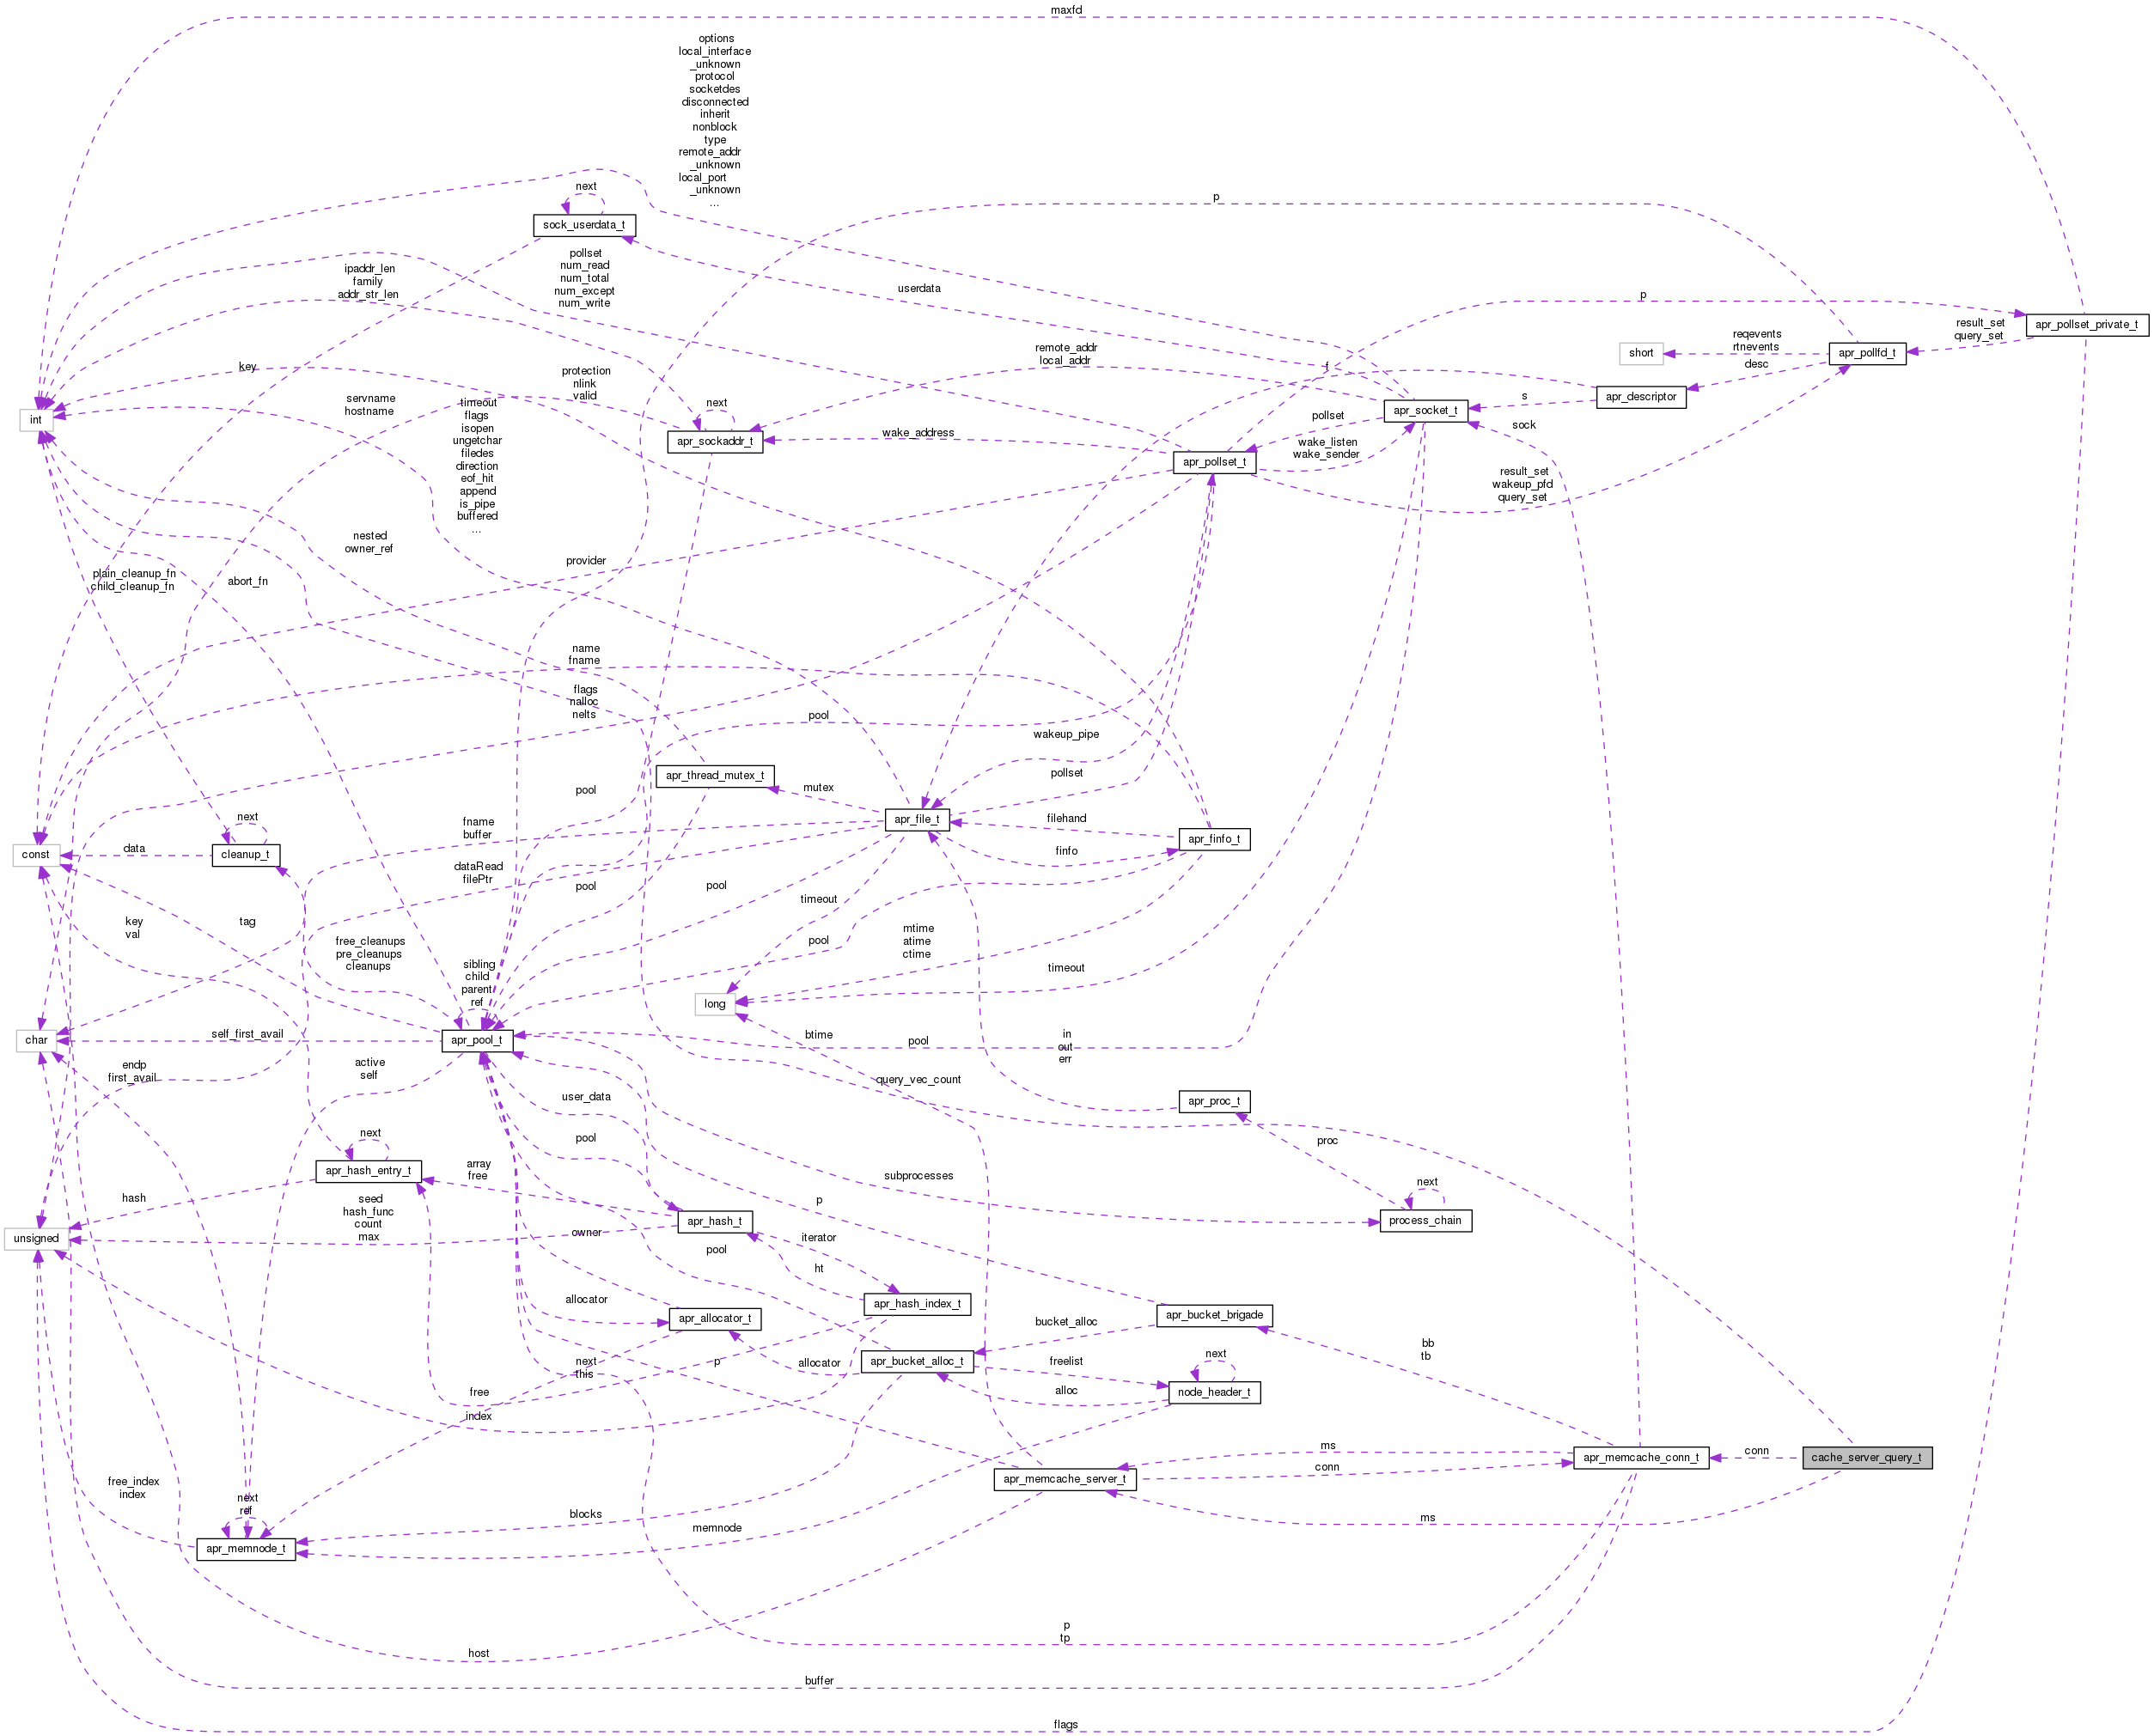 maxfd
options
local_interface
_unknown
protocol
socketdes
disconnected
inherit
nonblock
type
remote_addr
_unknown
local_port
_unknown
...
next
sock_userdata_t
p
pollset
num_read
num_total
num_except
num_write
ipaddr_len
family
addr_str_len
userdata
p
apr_pollset_private_t
result_set
query_set
reqevents
rtnevents
short
apr_pollfd_t
remote_addr
local_addr
f
desc
apr_descriptor
key
protection
nlink
valid
servname
hostname
timeout
flags
isopen
ungetchar
filedes
direction
eof_hit
append
is_pipe
buffered
...
next
apr_sockaddr_t
wake_address
s
apr_socket_t
pollset
sock
int
wake_listen
wake_sender
apr_pollset_t
result_set
wakeup_pfd
query_set
nested
owner_ref
provider
plain_cleanup_fn
child_cleanup_fn
abort_fn
name
fname
flags
nalloc
nelts
pool
wakeup_pipe
apr_thread_mutex_t
pollset
mutex
pool
fname
buffer
apr_file_t
filehand
apr_finfo_t
finfo
next
const
data
cleanup_t
dataRead
filePtr
pool
pool
timeout
key
val
tag
free_cleanups
pre_cleanups
cleanups
mtime
atime
ctime
pool
sibling
child
parent
ref
timeout
long
char
self_first_avail
apr_pool_t
btime
pool
in
out
err
endp
first_avail
active
self
query_vec_count
user_data
apr_proc_t
next
pool
proc
apr_hash_entry_t
array
free
subprocesses
next
hash
seed
hash_func
count
max
p
apr_hash_t
process_chain
unsigned
owner
iterator
pool
ht
allocator
apr_hash_index_t
apr_allocator_t
bucket_alloc
apr_bucket_brigade
bb
tb
next
this
p
allocator
apr_bucket_alloc_t
freelist
next
free
alloc
node_header_t
index
ms
conn
apr_memcache_conn_t
cache_server_query_t
conn
apr_memcache_server_t
free_index
index
next
ref
blocks
memnode
ms
apr_memnode_t
p
tp
host
buffer
flags